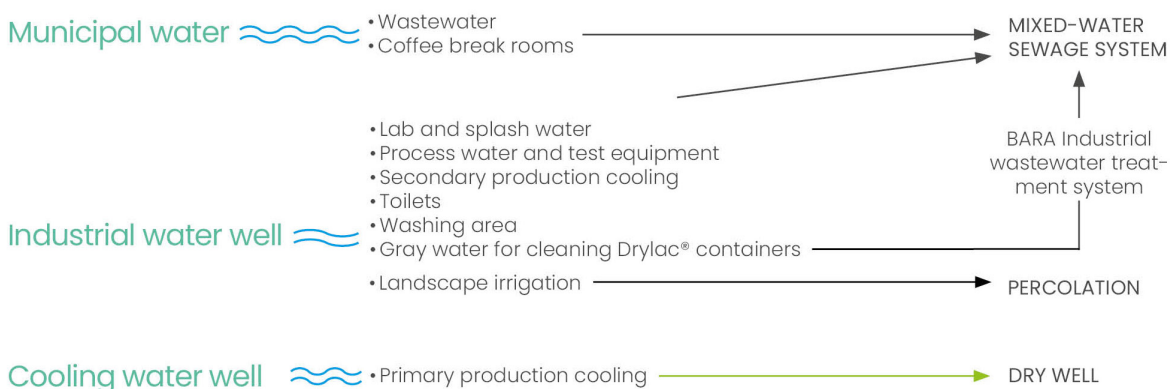 Municipal water
• Wastewater
• Coffee break rooms
MIXED-WATER
SEWAGE SYSTEM
Industrial water well
• Lab and splash water
• Process water and test equipment
• Secondary production cooling
• Toilets
• Washing area
• Gray water for cleaning Drylac® containers
• Landscape irrigation
BARA Industrial
wastewater treat-
ment system
PERCOLATION
Cooling water well
• Primary production cooling
DRY WELL